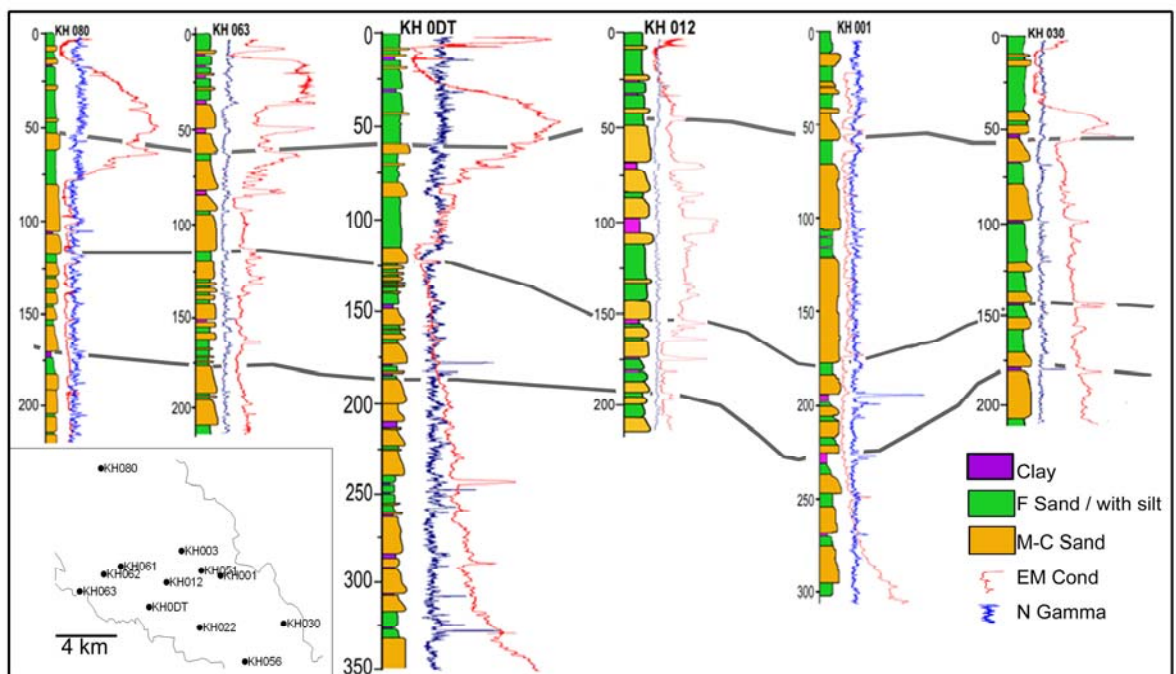 KH 080
0
50
100
150
200
KH 063
0
50
100
150
200
KH 0DT
0
50
100
150
200
250
300
350
KH 012
0
50
100
150
200
KH 001
0
50
100
150
200
250
300
KH 030
0
50
100
150
200
KH080
KH003
KH061
KH051
KH062
KH001
KH012
KH063
KH0DT
KH022
KH030
KH056
4 km
Clay
F Sand / with silt
M-C Sand
EM Cond
N Gamma